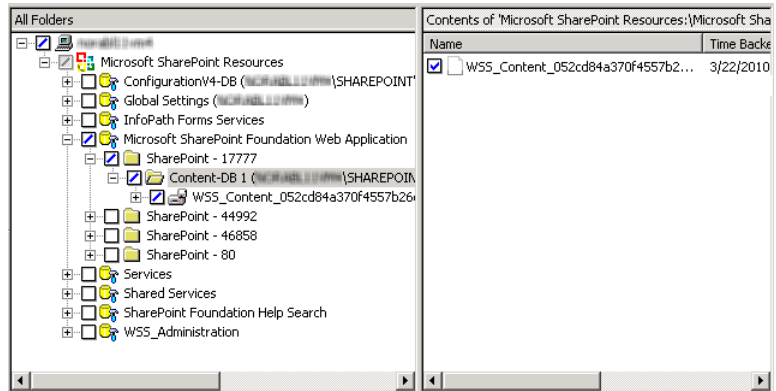 All Folders
Microsoft SharePoint Resources
ConfigurationV4-DB ( \SHAREPOINT
Global Settings ( )
InfoPath Forms Services
Microsoft SharePoint Foundation Web Application
SharePoint - 17777
Content-DB 1 ( \SHAREPOIN
WSS_Content_052cd84a370f4557b26
SharePoint - 44992
SharePoint - 46858
SharePoint - 80
Services
Shared Services
SharePoint Foundation Help Search
WSS_Administration
Contents of 'Microsoft SharePoint Resources:\Microsoft Sha
Name Time Backe
WSS_Content_052cd84a370f4557b2... 3/22/2010